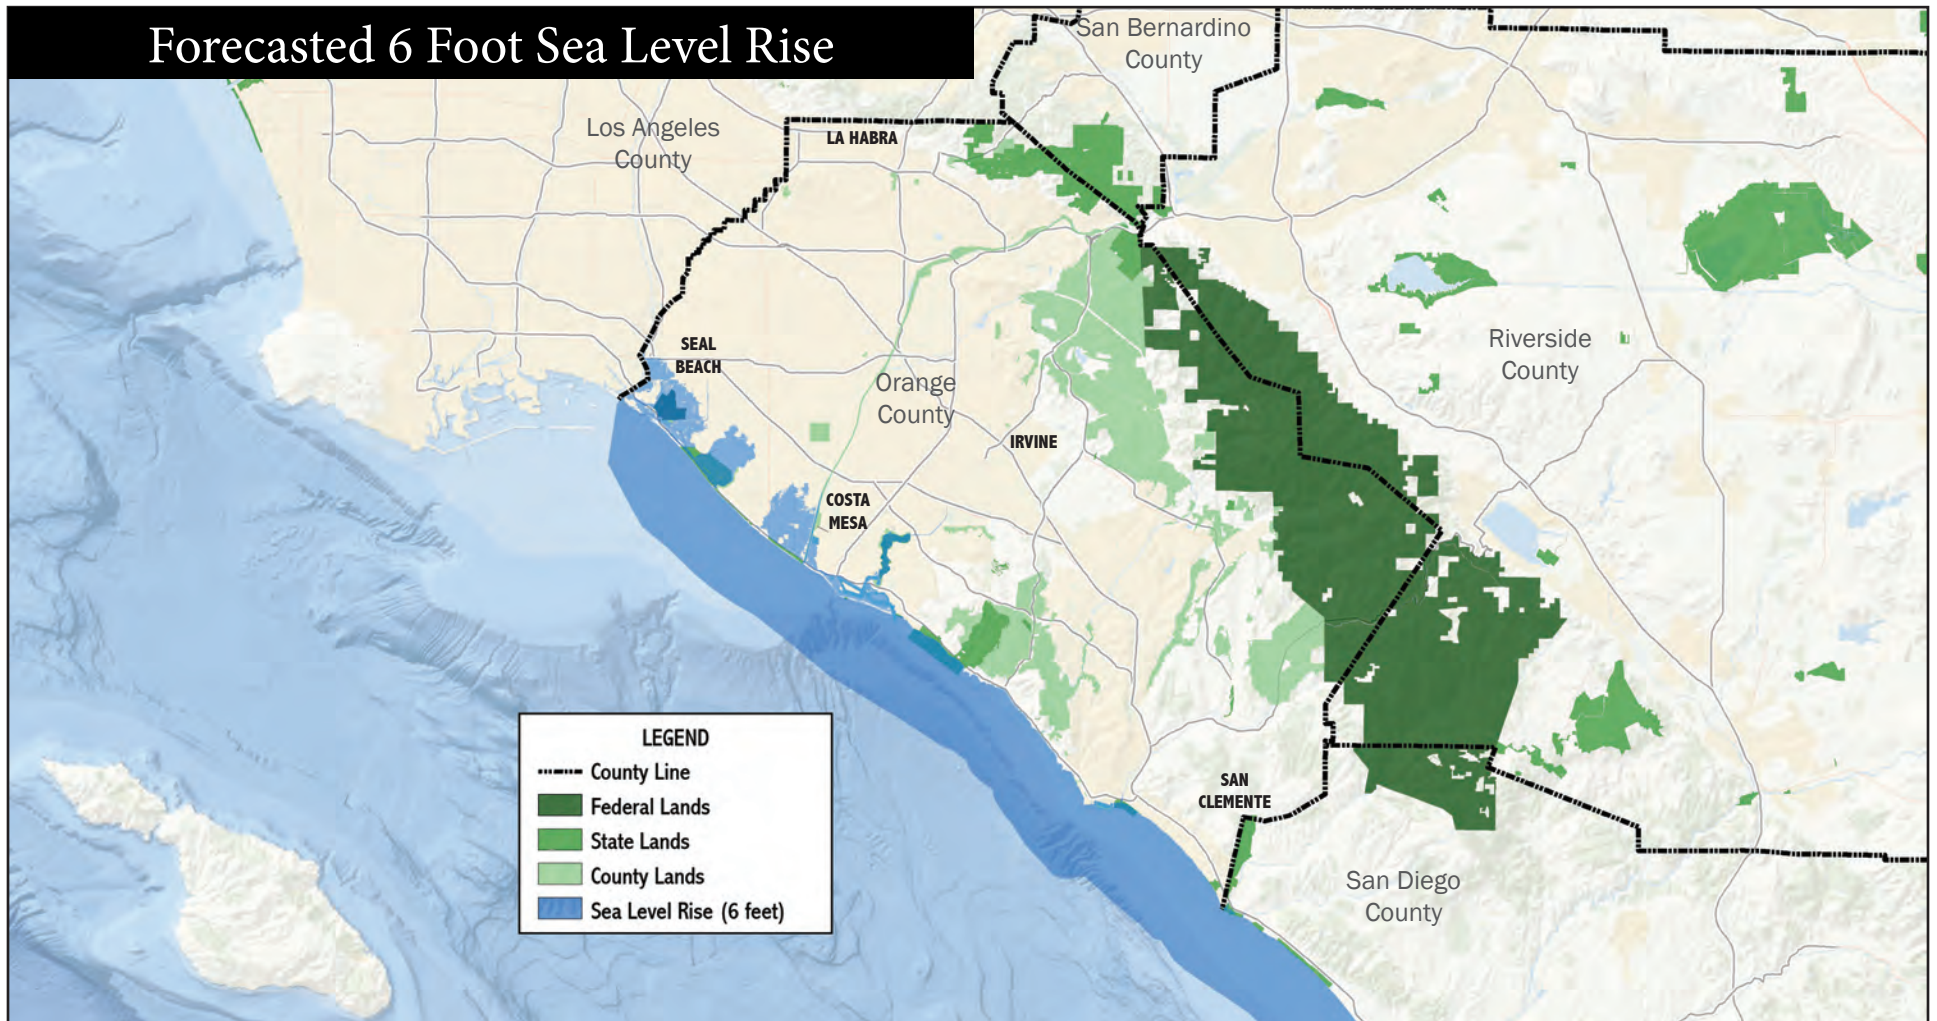 Forecasted 6 Foot Sea Level Rise
San Bernardino
County
Los Angeles
County
LA HABRA
SEAL
BEACH
Orange
County
Riverside
County
IRVINE
COSTA
MESA
SAN
CLEMENTE
San Diego
County
LEGEND
County Line
Federal Lands
State Lands
County Lands
Sea Level Rise (6 feet)